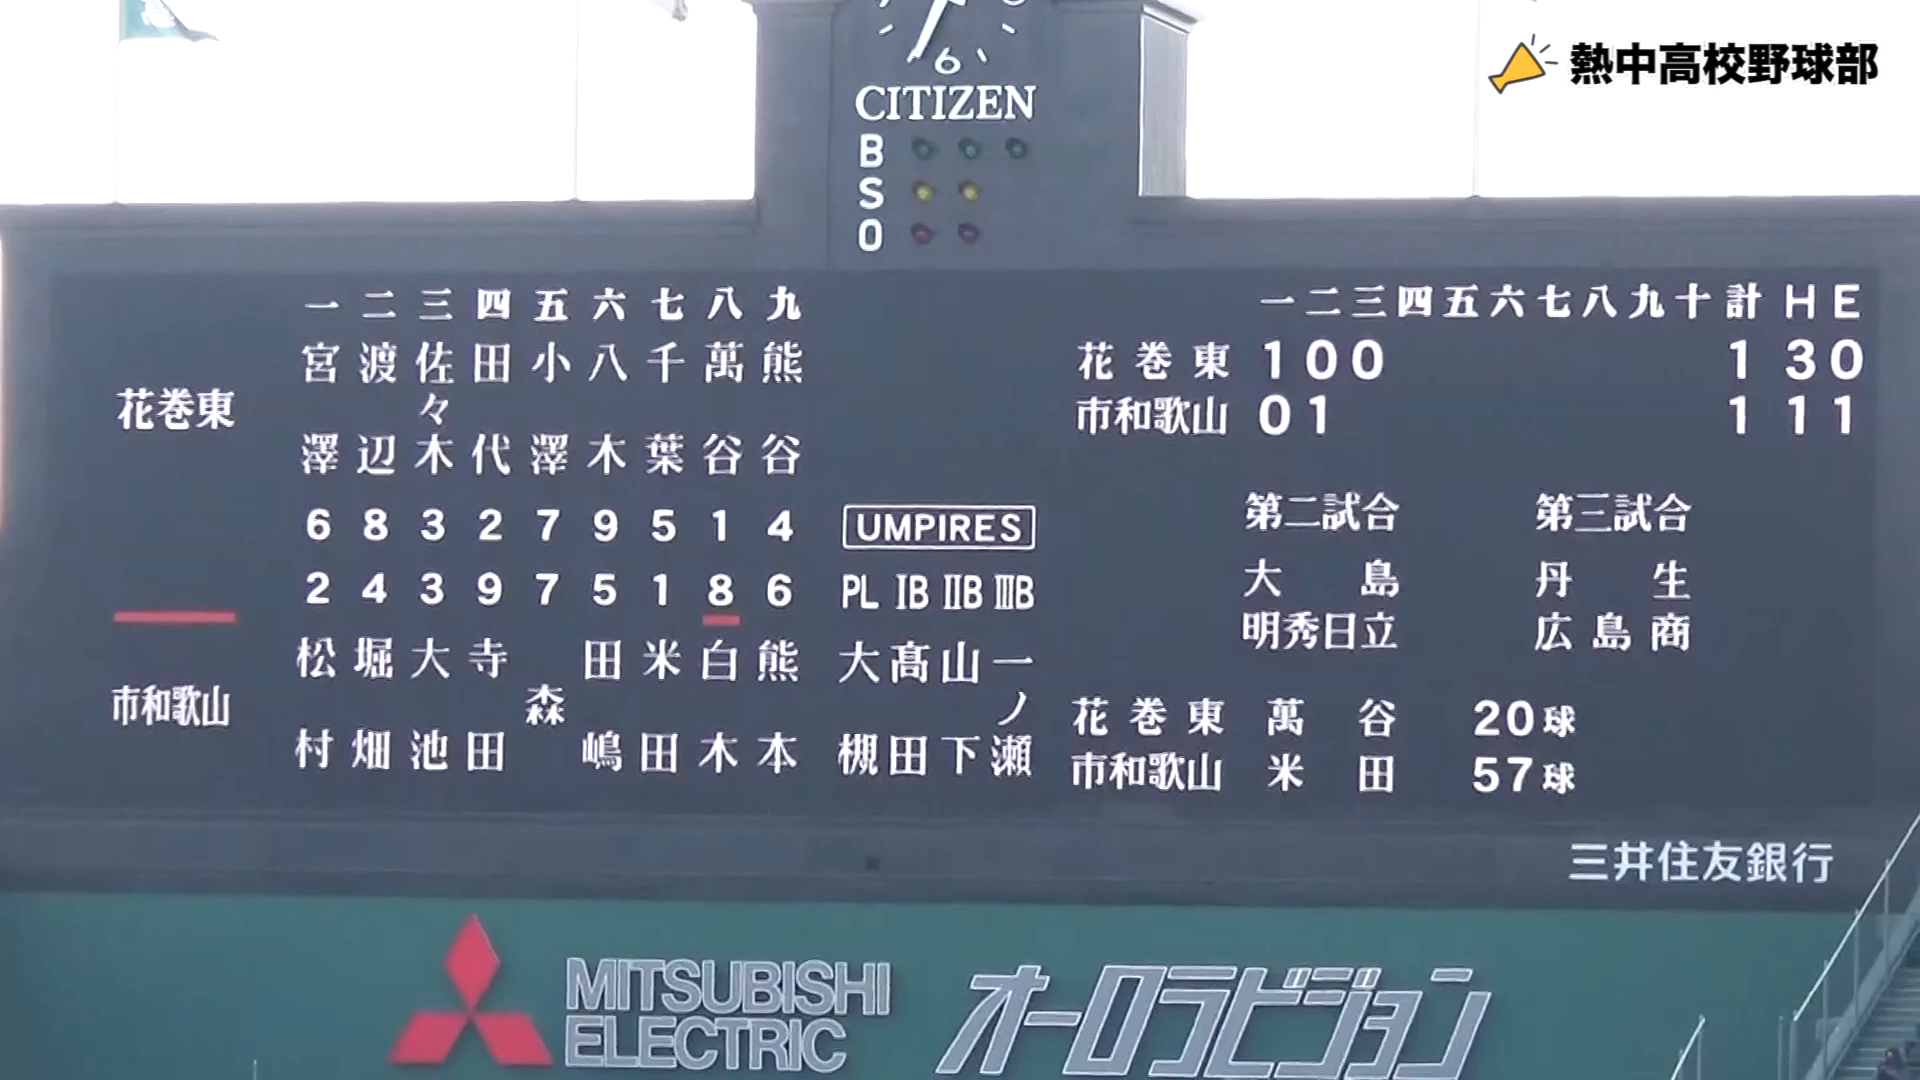 熱中高校野球部
6
CITIZEN
B
S
O
一 二 三 四 五 六 七 八 九
花巻東
宮澤 渡辺 佐々木 田代 小澤 八木 千葉 萬谷 熊谷
6 8 3 2 7 9 5 1 4
2 4 3 9 7 5 1 8 6
市和歌山
松村 堀畑 大池 寺田 森 田嶋 米田 白木 熊本
UMPIRES
PL IB IIB IIIB
大槻 髙田 山下 一ノ瀬
一 二 三 四 五 六 七 八 九 十 計 H E
花巻東 1 0 0 1 3 0
市和歌山 0 1 1 1 1
第二試合
大島
明秀日立
第三試合
丹生
広島商
花巻東 萬谷 20球
市和歌山 米田 57球
三井住友銀行
MITSUBISHI
ELECTRIC
オーロラビジョン